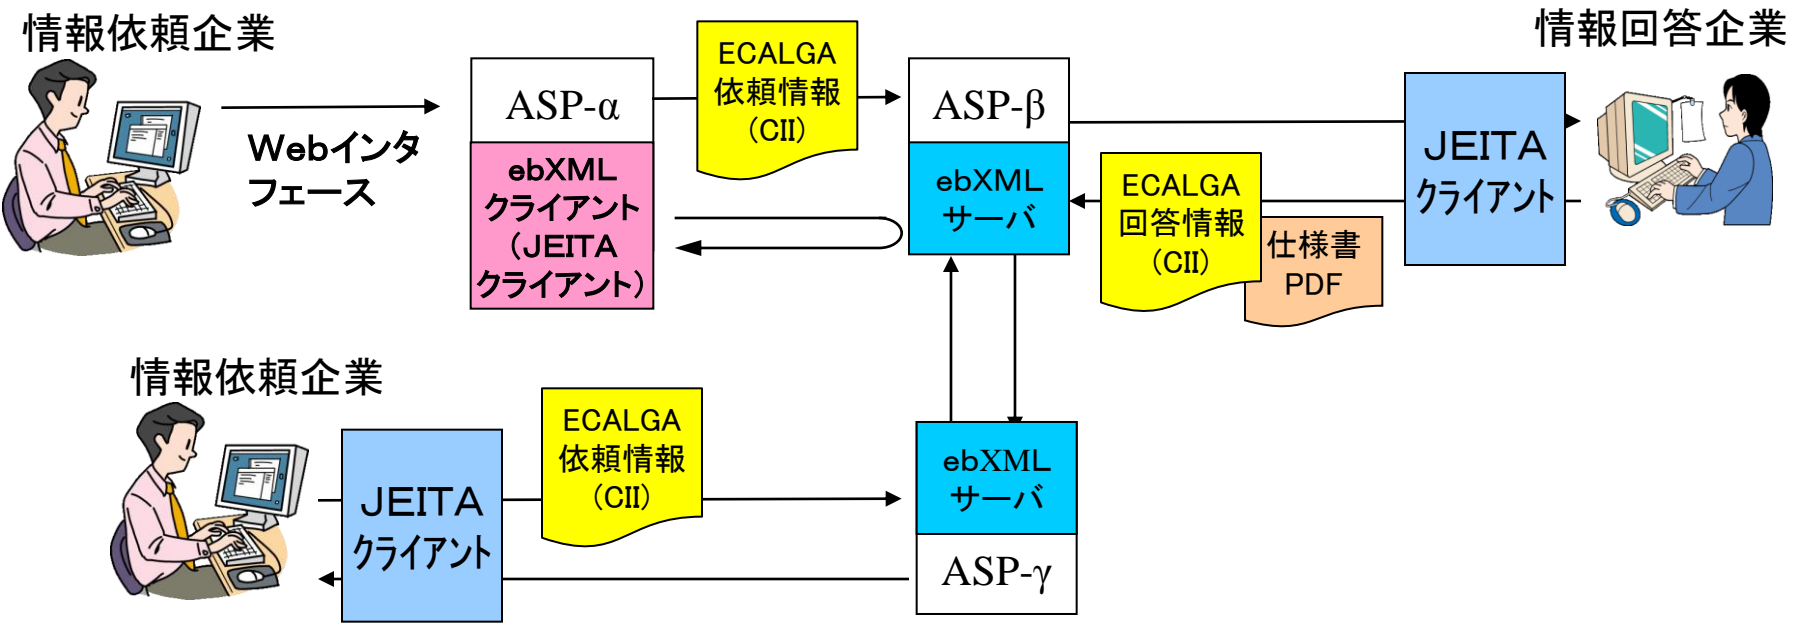 情報依頼企業
Webインタ
フェース
ASP-α
ebXML
クライアント
（JEITA
クライアント）
ECALGA
依頼情報
（CII）
ASP-β
ebXML
サーバ
ECALGA
回答情報
（CII）
仕様書
PDF
JEITA
クライアント
情報回答企業
情報依頼企業
JEITA
クライアント
ECALGA
依頼情報
（CII）
ebXML
サーバ
ASP-γ